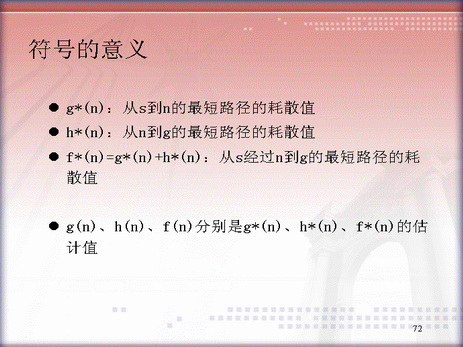 符号的意义
● g*(n)：从s到n的最短路径的耗散值
● h*(n)：从n到g的最短路径的耗散值
● f*(n)=g*(n)+h*(n)：从s经过n到g的最短路径的耗
散值
● g(n)、h(n)、f(n)分别是g*(n)、h*(n)、f*(n)的估
计值
72